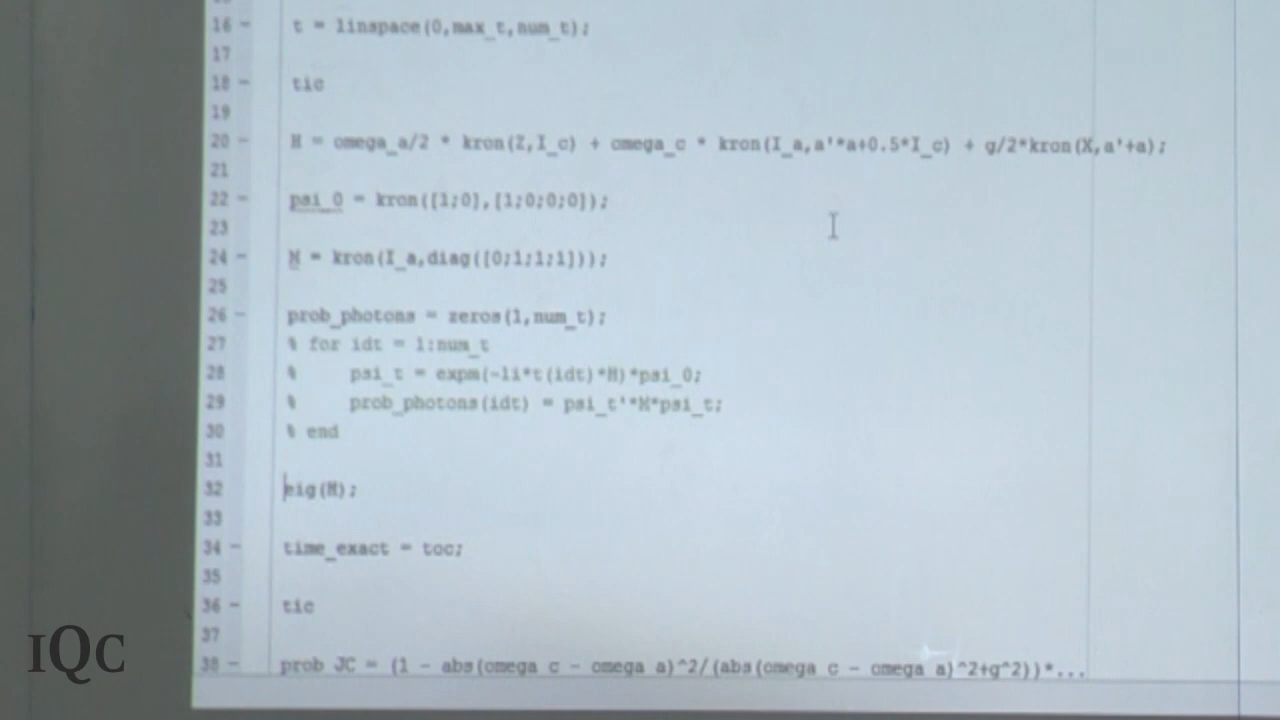 16 - t = linspace(0,max_t,num_t);
17
18 - tic
19
20 - H = omega_a/2 * kron(Z,I_c) + omega_c * kron(I_a,a'*a+0.5*I_c) + g/2*kron(X,a'+a);
21
22 - psi_0 = kron([1;0],[1;0;0;0]);
23
24 - M = kron(I_a,diag([0;1;1;1]));
25
26 - prob_photons = zeros(1,num_t);
27 % for idt = 1:num_t
28 % psi_t = expm(-1i*t(idt)*H)*psi_0;
29 % prob_photons(idt) = psi_t'*M*psi_t;
30 % end
31
32 eig(H);
33
34 - time_exact = toc;
35
36 - tic
37
38 - prob_JC = (1 - abs(omega_c - omega_a)^2/(abs(omega_c - omega_a)^2+g^2))*...
IQC